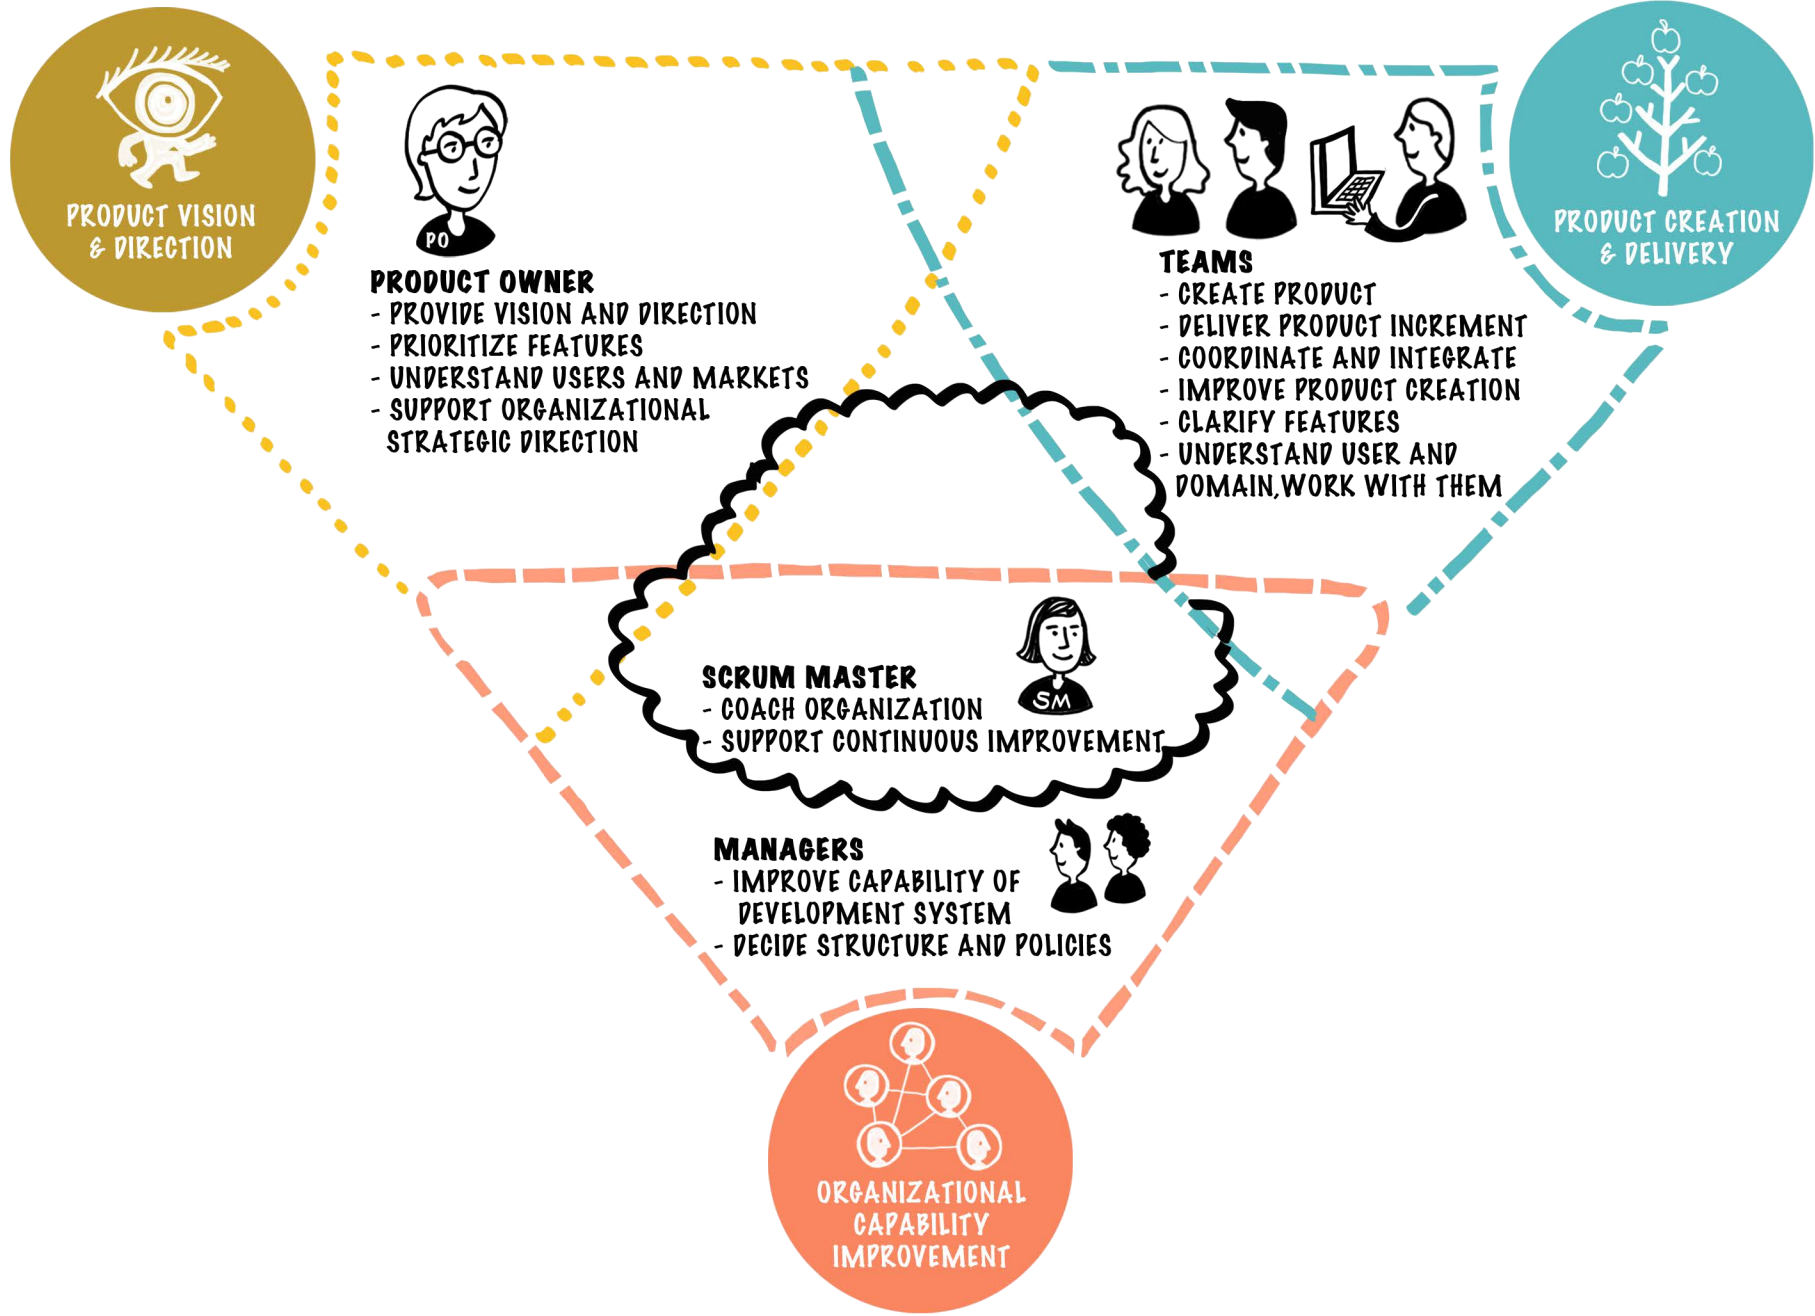 PRODUCT VISION
& DIRECTION
PO
PRODUCT OWNER
- PROVIDE VISION AND DIRECTION
- PRIORITIZE FEATURES
- UNDERSTAND USERS AND MARKETS
- SUPPORT ORGANIZATIONAL
STRATEGIC DIRECTION
PRODUCT CREATION
& DELIVERY
TEAMS
- CREATE PRODUCT
- DELIVER PRODUCT INCREMENT
- COORDINATE AND INTEGRATE
- IMPROVE PRODUCT CREATION
- CLARIFY FEATURES
- UNDERSTAND USER AND
DOMAIN,WORK WITH THEM
SM
SCRUM MASTER
- COACH ORGANIZATION
- SUPPORT CONTINUOUS IMPROVEMENT
MANAGERS
- IMPROVE CAPABILITY OF
DEVELOPMENT SYSTEM
- DECIDE STRUCTURE AND POLICIES
ORGANIZATIONAL
CAPABILITY
IMPROVEMENT